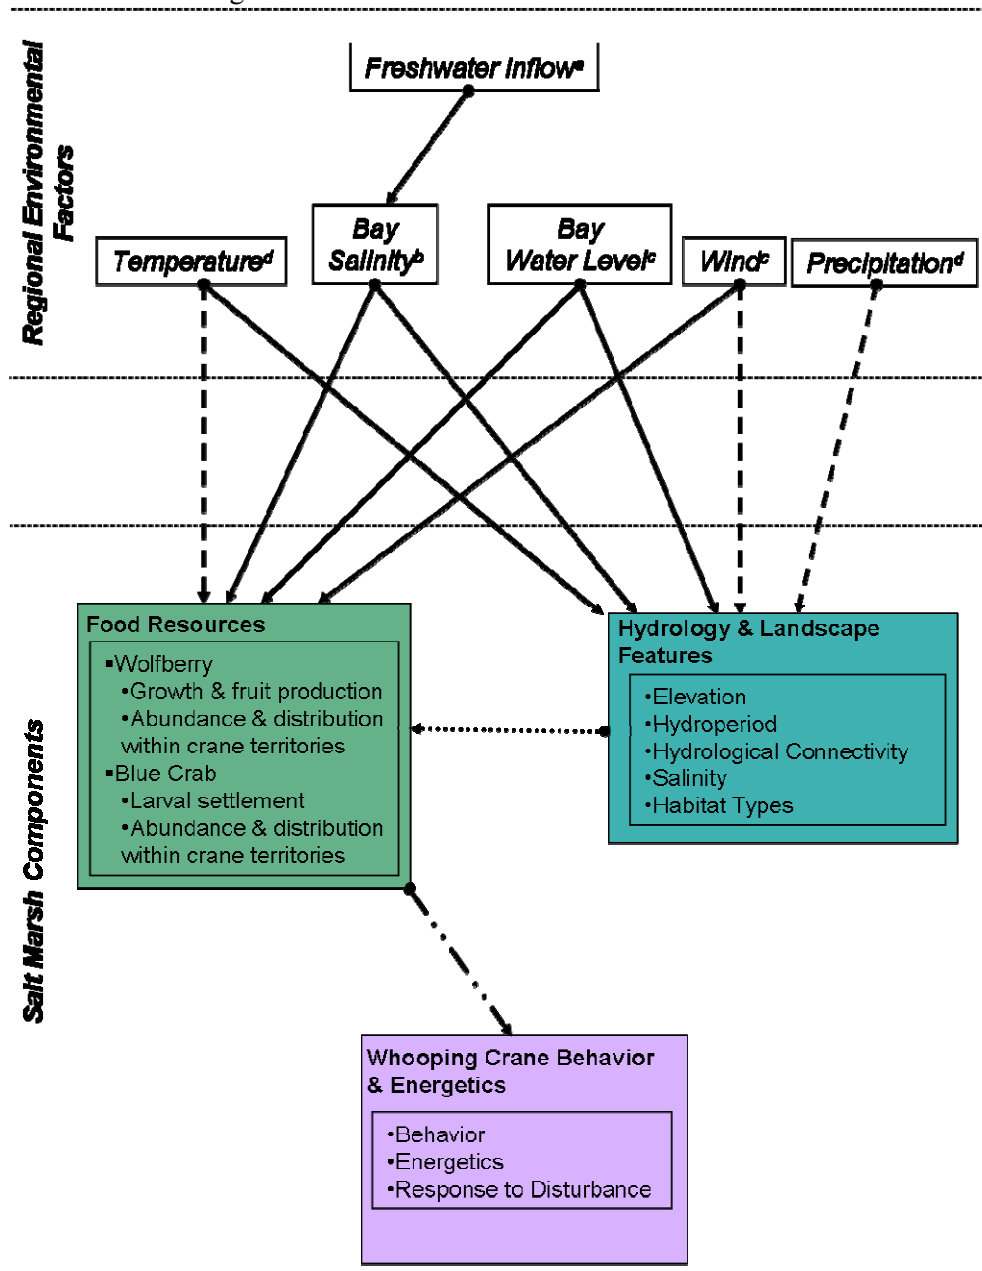 Regional Environmental
Factors
Freshwater Inflowᵃ
Bay
Salinityᵇ
Bay
Water Levelᶜ
Temperatureᵈ
Windᶜ
Precipitationᵈ
Salt Marsh Components
Food Resources
▪Wolfberry
•Growth & fruit production
•Abundance & distribution
within crane territories
▪Blue Crab
•Larval settlement
•Abundance & distribution
within crane territories
Hydrology & Landscape
Features
•Elevation
•Hydroperiod
•Hydrological Connectivity
•Salinity
•Habitat Types
Whooping Crane Behavior
& Energetics
•Behavior
•Energetics
•Response to Disturbance